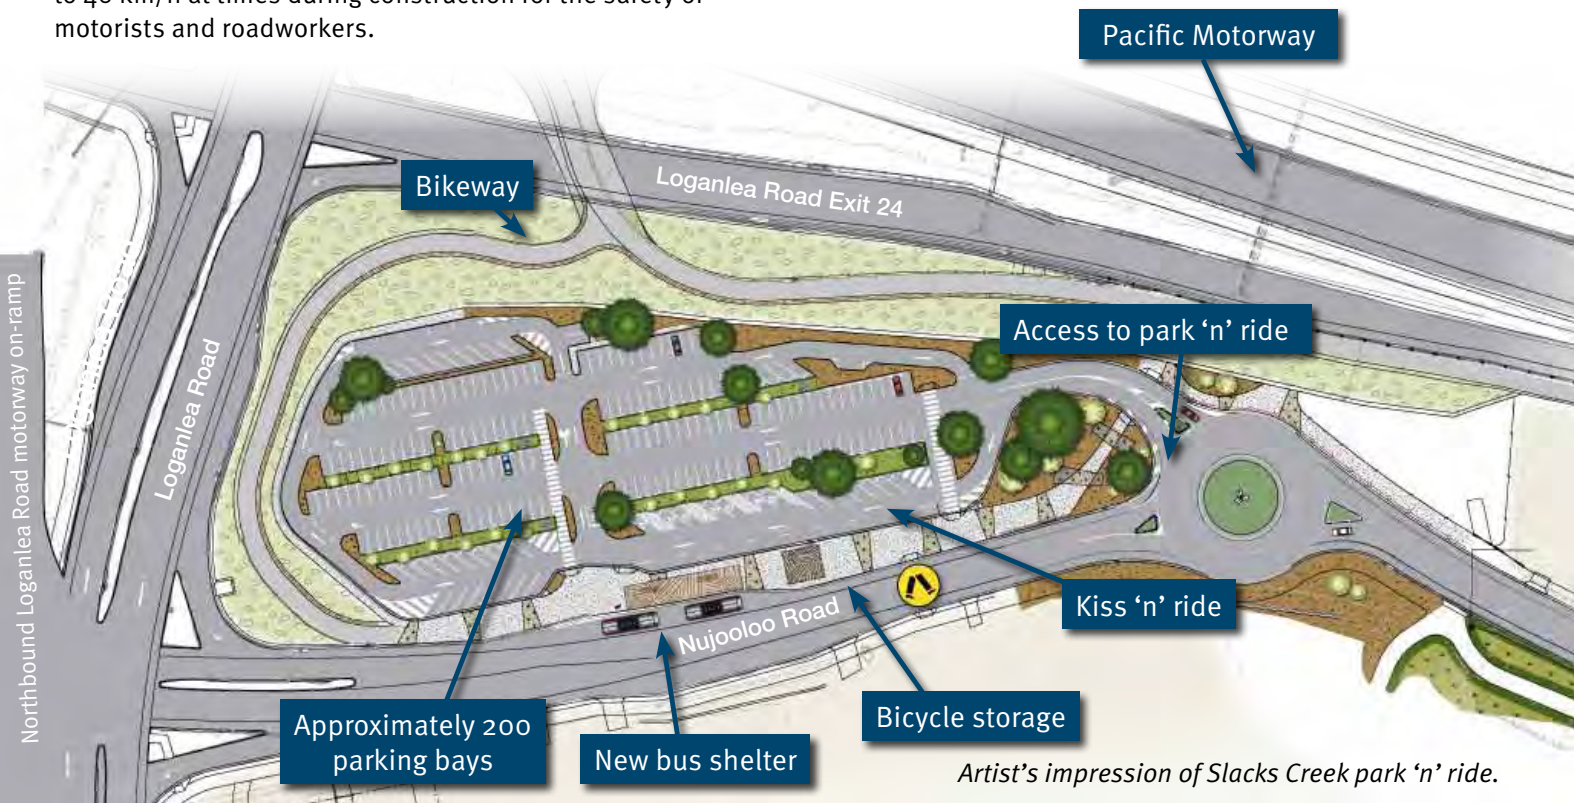 motorists and roadworkers.
Pacific Motorway
Bikeway
Loganlea Road Exit 24
Access to park ‘n’ ride
Loganlea Road
Northbound Loganlea Road motorway on-ramp
Kiss ‘n’ ride
Nujooloo Road
Bicycle storage
Approximately 200
parking bays
New bus shelter
Artist’s impression of Slacks Creek park ‘n’ ride.